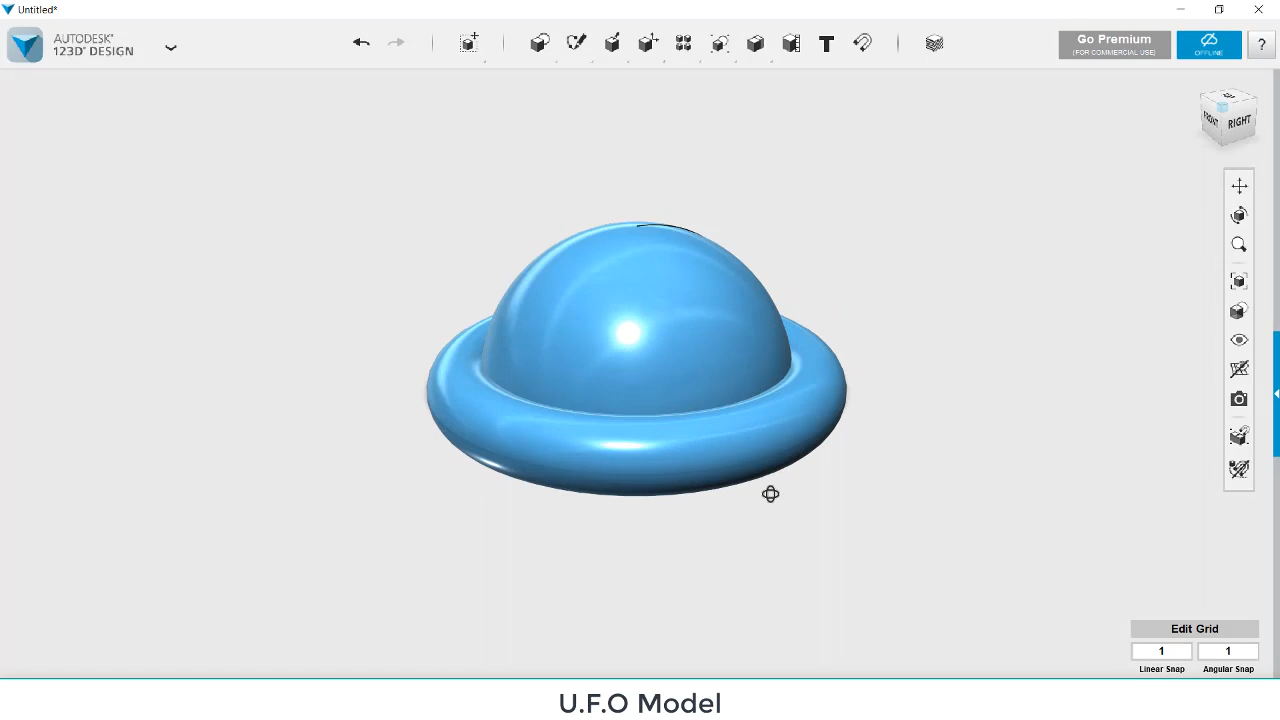 Untitled*
AUTODESK®
123D® DESIGN
T
Go Premium
(FOR COMMERCIAL USE)
OFFLINE
?
FRONT
RIGHT
Edit Grid
1
1
Linear Snap
Angular Snap
U.F.O Model